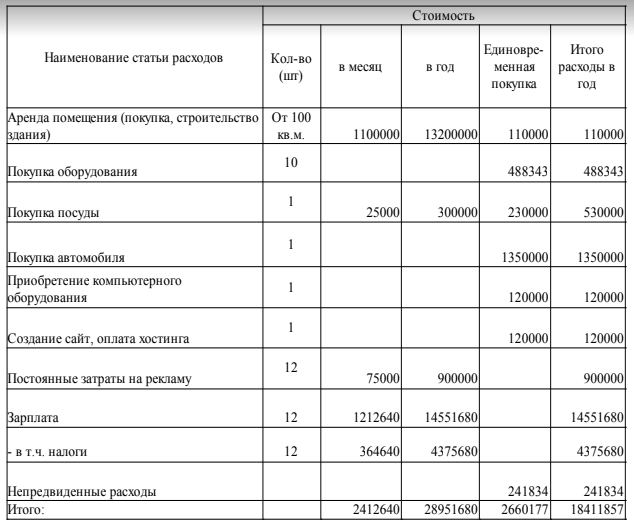 Наименование статьи расходов
Стоимость
Кол-во
(шт)
в месяц
в год
Единовре-
менная
покупка
Итого
расходы в
год
Аренда помещения (покупка, строительство
здания)
От 100
кв.м.
1100000 13200000 110000 110000
Покупка оборудования 10 488343 488343
Покупка посуды 1 25000 300000 230000 530000
Покупка автомобиля 1 1350000 1350000
Приобретение компьютерного
оборудования
1 120000 120000
Создание сайт, оплата хостинга 1 120000 120000
Постоянные затраты на рекламу 12 75000 900000 900000
Зарплата 12 1212640 14551680 14551680
- в т.ч. налоги 12 364640 4375680 4375680
Непредвиденные расходы 241834 241834
Итого: 2412640 28951680 2660177 18411857